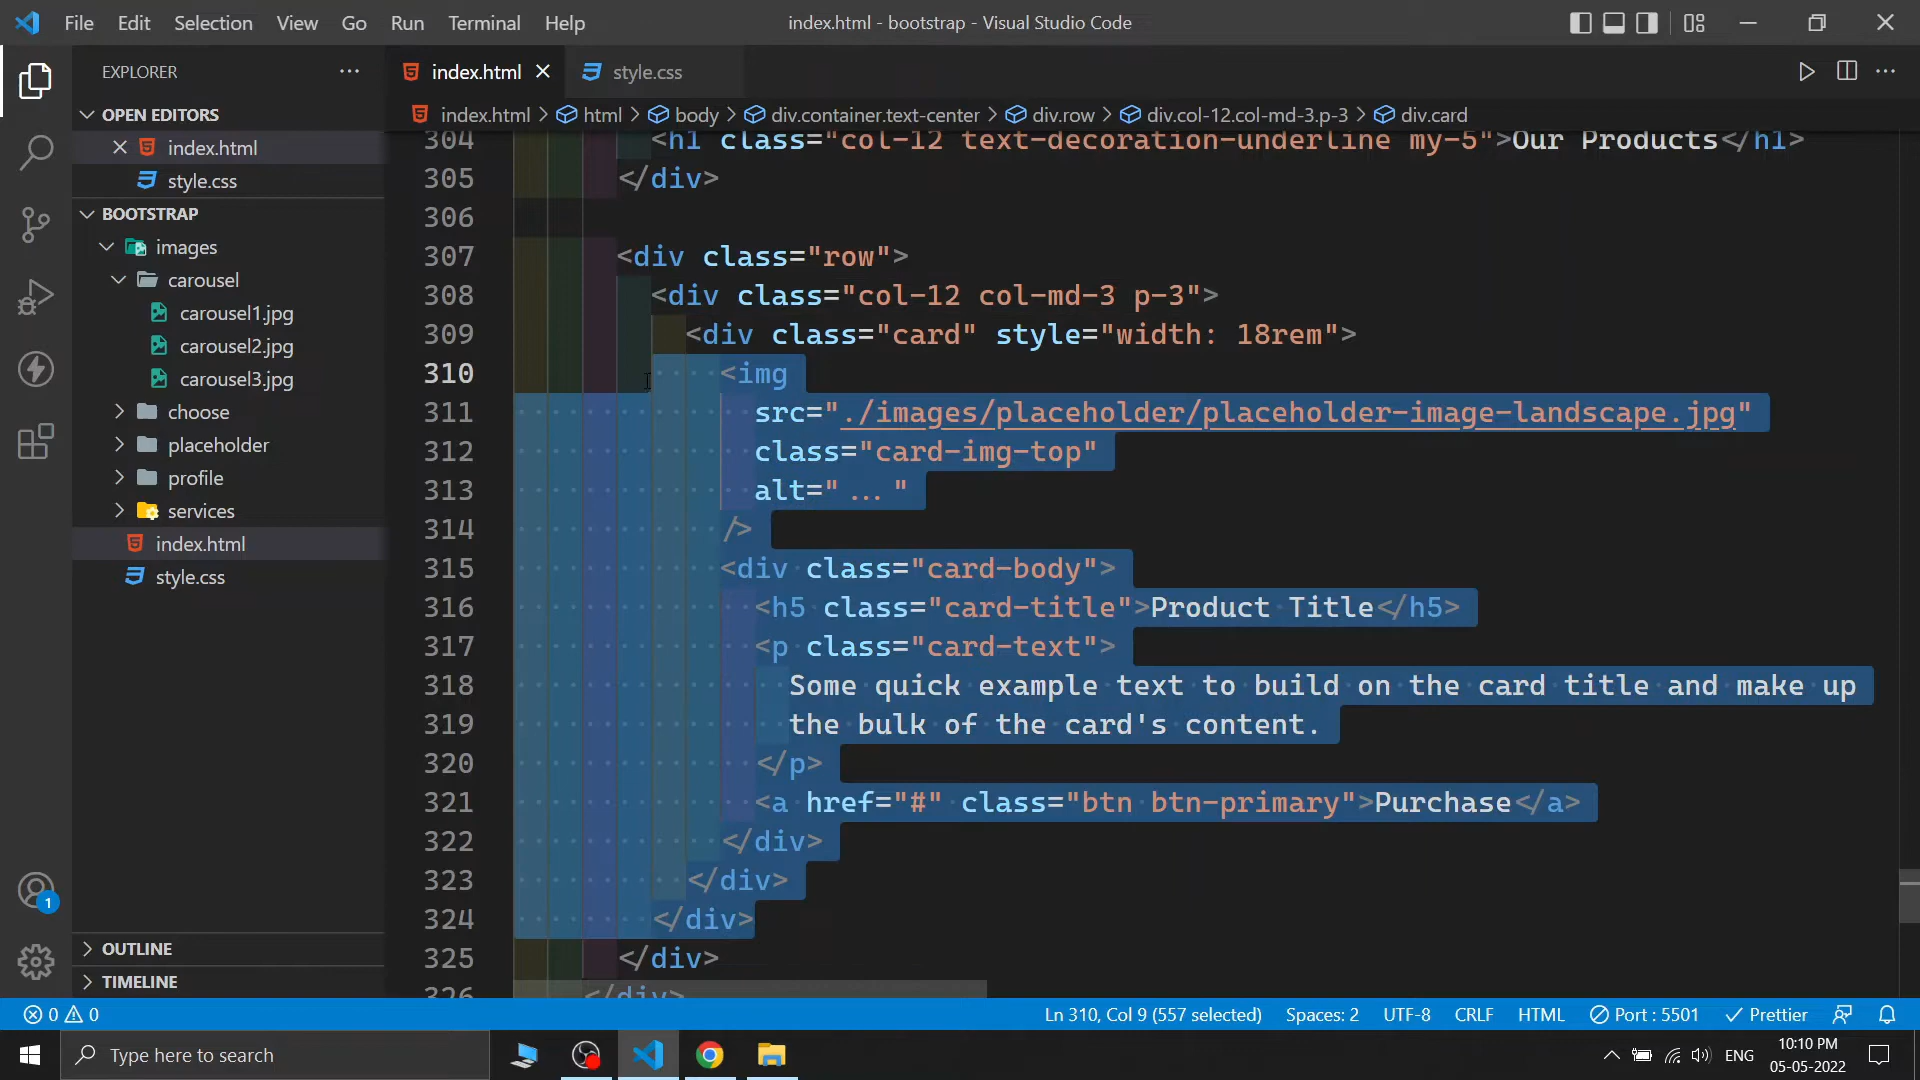 File Edit Selection View Go Run Terminal Help
index.html - bootstrap - Visual Studio Code
EXPLORER
OPEN EDITORS
index.html
style.css
BOOTSTRAP
images
carousel
carousel1.jpg
carousel2.jpg
carousel3.jpg
choose
placeholder
profile
services
index.html
style.css
OUTLINE
TIMELINE
1
index.html style.css
index.html > html > body > div.container.text-center > div.row > div.col-12.col-md-3.p-3 > div.card
304 <h1 class="col-12 text-decoration-underline my-5">Our Products</h1>
305 </div>
306
307 <div class="row">
308 <div class="col-12 col-md-3 p-3">
309 <div class="card" style="width: 18rem">
310 <img
311 src="./images/placeholder/placeholder-image-landscape.jpg"
312 class="card-img-top"
313 alt="..."
314 />
315 <div class="card-body">
316 <h5 class="card-title">Product Title</h5>
317 <p class="card-text">
318 Some quick example text to build on the card title and make up
319 the bulk of the card's content.
320 </p>
321 <a href="#" class="btn btn-primary">Purchase</a>
322 </div>
323 </div>
324 </div>
325 </div>
326 </div>
0 0 Ln 310, Col 9 (557 selected) Spaces: 2 UTF-8 CRLF HTML Port : 5501 Prettier
Type here to search
ENG
10:10 PM
05-05-2022